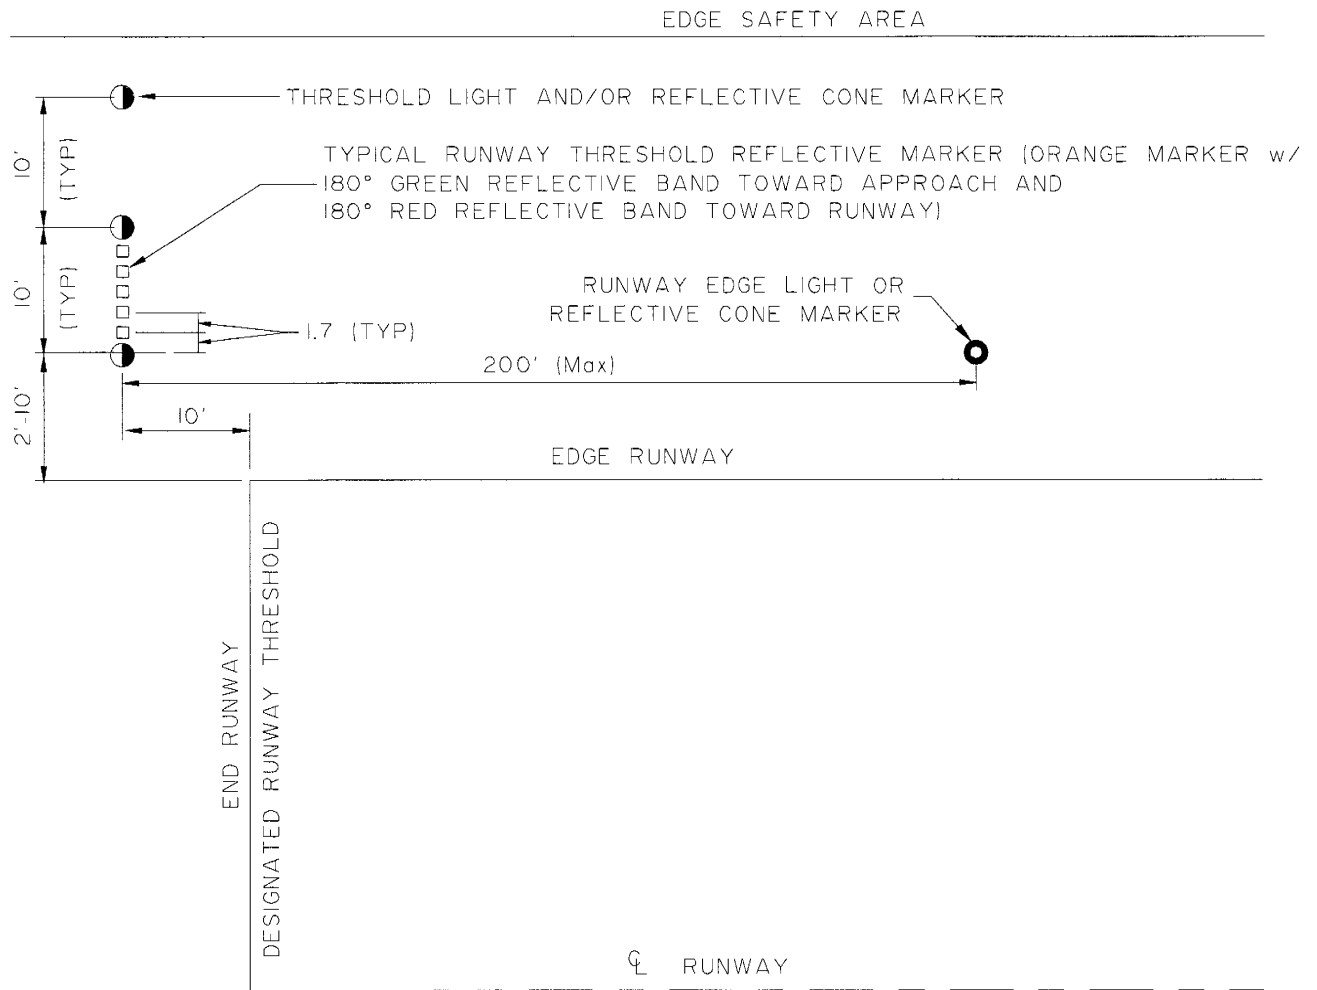 EDGE SAFETY AREA
THRESHOLD LIGHT AND/OR REFLECTIVE CONE MARKER
10'
(TYP)
TYPICAL RUNWAY THRESHOLD REFLECTIVE MARKER (ORANGE MARKER w/
180° GREEN REFLECTIVE BAND TOWARD APPROACH AND
180° RED REFLECTIVE BAND TOWARD RUNWAY)
10'
(TYP)
RUNWAY EDGE LIGHT OR
REFLECTIVE CONE MARKER
1.7 (TYP)
200' (Max)
2'-10'
10'
EDGE RUNWAY
END RUNWAY
DESIGNATED RUNWAY THRESHOLD
℄ RUNWAY